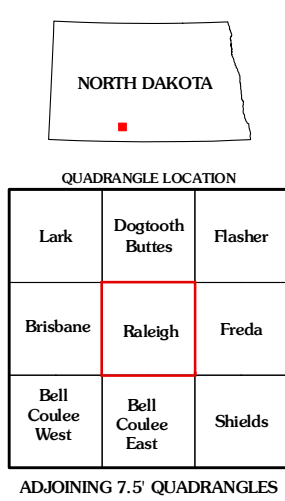 NORTH DAKOTA
QUADRANGLE LOCATION
Lark
Dogtooth
Buttes
Flasher
Brisbane
Raleigh
Freda
Bell
Coulee
West
Bell
Coulee
East
Shields
ADJOINING 7.5' QUADRANGLES